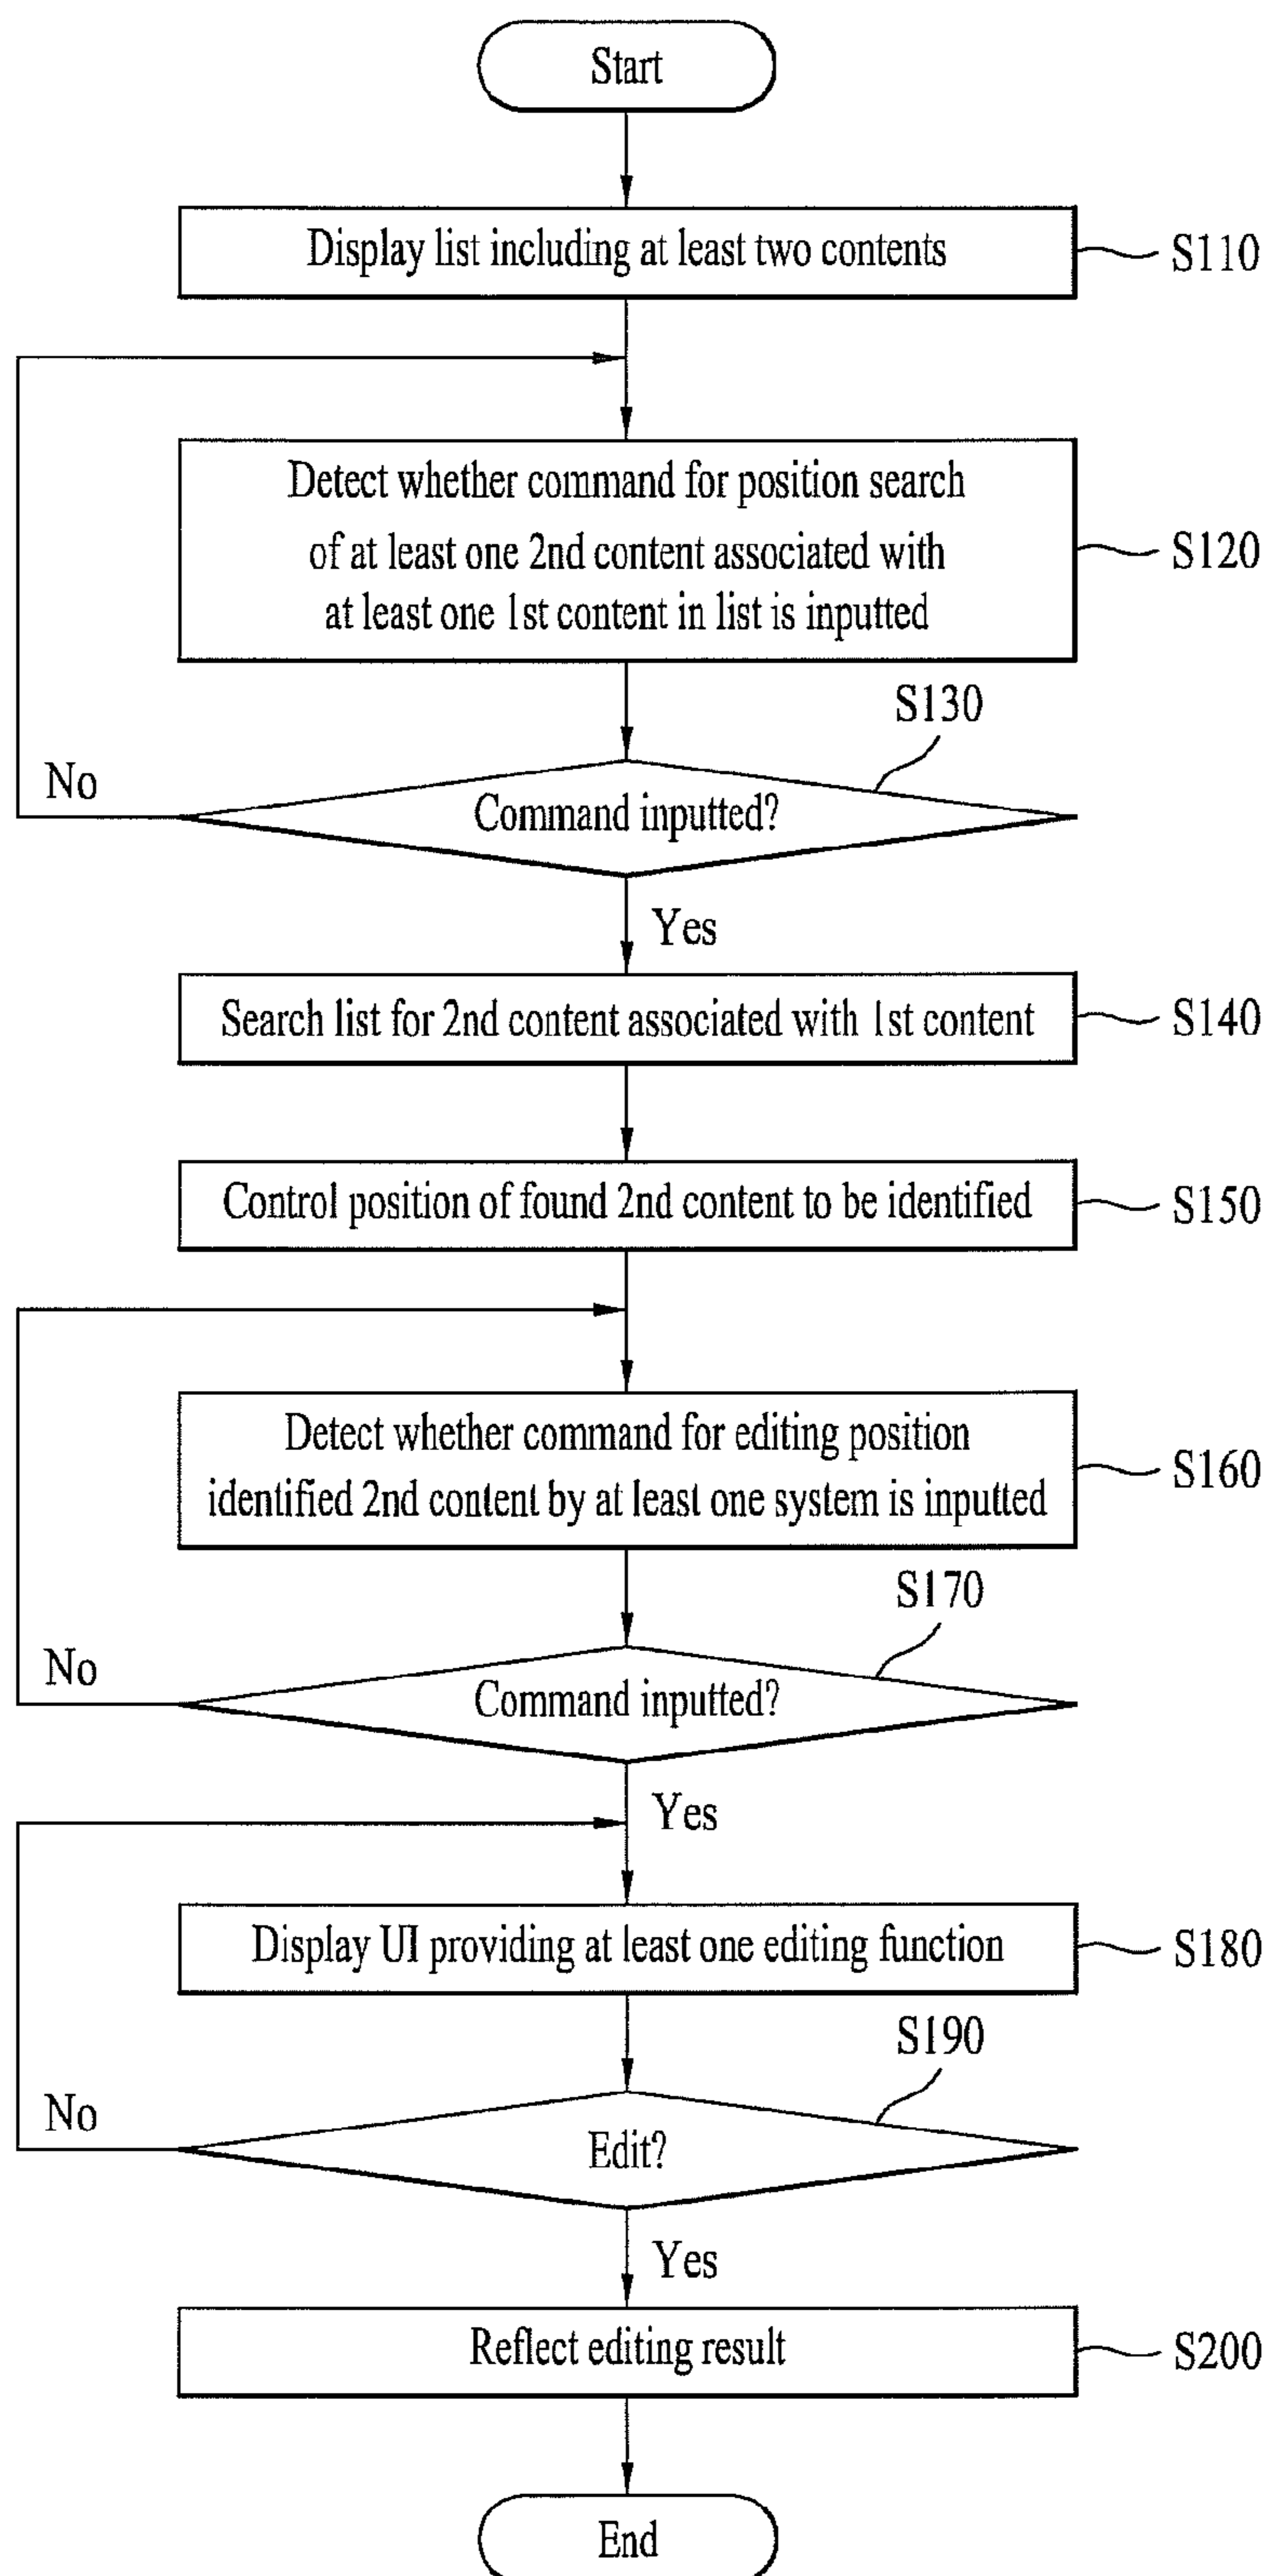 Start
Display list including at least two contents
S110
Detect whether command for position search
of at least one 2nd content associated with
at least one 1st content in list is inputted
S120
S130
Command inputted?
No
Yes
Search list for 2nd content associated with 1st content
S140
Control position of found 2nd content to be identified
S150
Detect whether command for editing position
identified 2nd content by at least one system is inputted
S160
S170
Command inputted?
No
Yes
Display UI providing at least one editing function
S180
S190
Edit?
No
Yes
Reflect editing result
S200
End